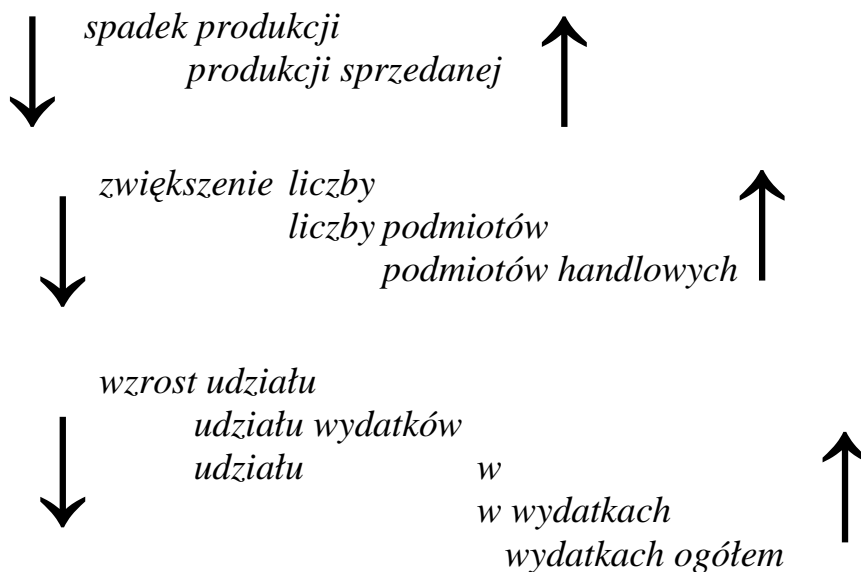 spadek produkcji
produkcji sprzedanej
zwiększenie liczby
liczby podmiotów
podmiotów handlowych
wzrost udziału
udziału wydatków
udziału w
w wydatkach
wydatkach ogółem